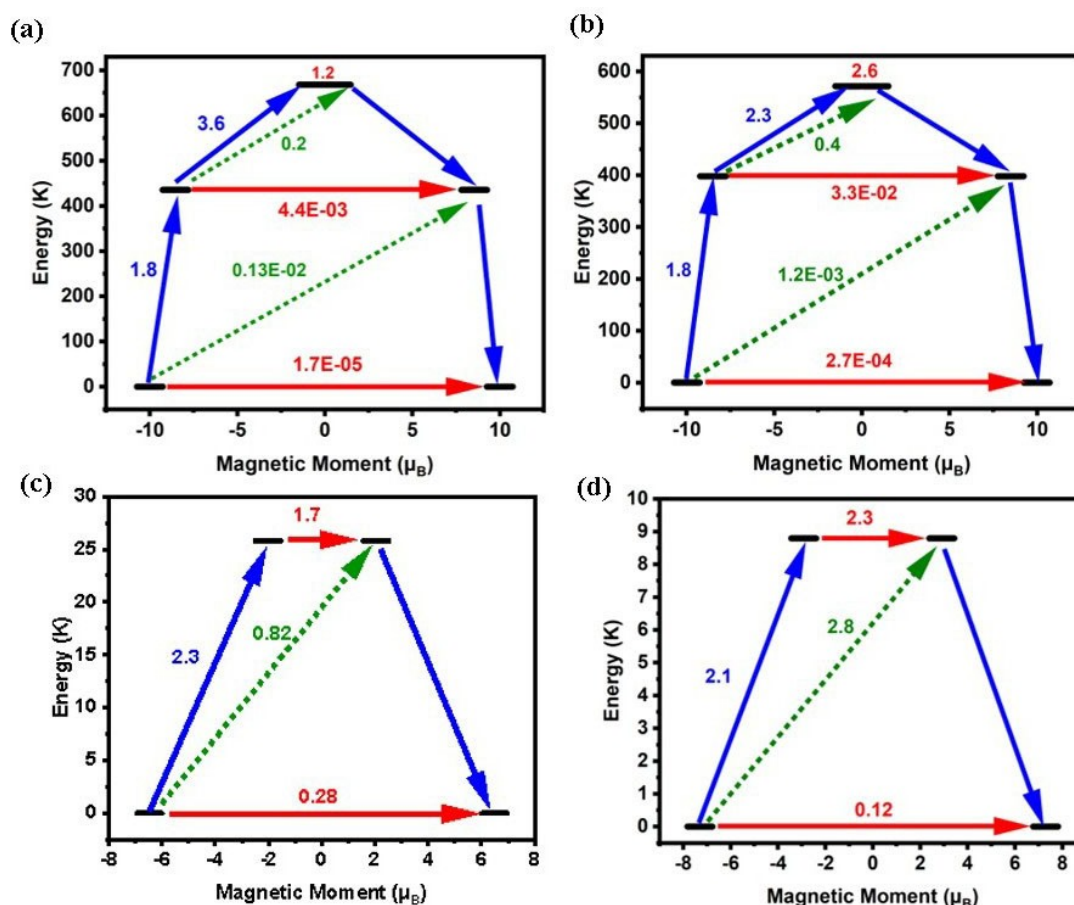 (a)
700
600
500
400
300
200
100
0
Energy (K)
1.2
3.6
0.2
4.4E-03
1.8
0.13E-02
1.7E-05
-10 -5 0 5 10
Magnetic Moment (μB)
(b)
600
500
400
300
200
100
0
Energy (K)
2.6
2.3
0.4
3.3E-02
1.8
1.2E-03
2.7E-04
-10 -5 0 5 10
Magnetic Moment (μB)
(c)
30
25
20
15
10
5
0
Energy (K)
1.7
0.82
2.3
0.28
-8 -6 -4 -2 0 2 4 6 8
Magnetic Moment (μB)
(d)
10
9
8
7
6
5
4
3
2
1
0
Energy (K)
2.3
2.8
2.1
0.12
-8 -6 -4 -2 0 2 4 6 8
Magnetic Moment (μB)